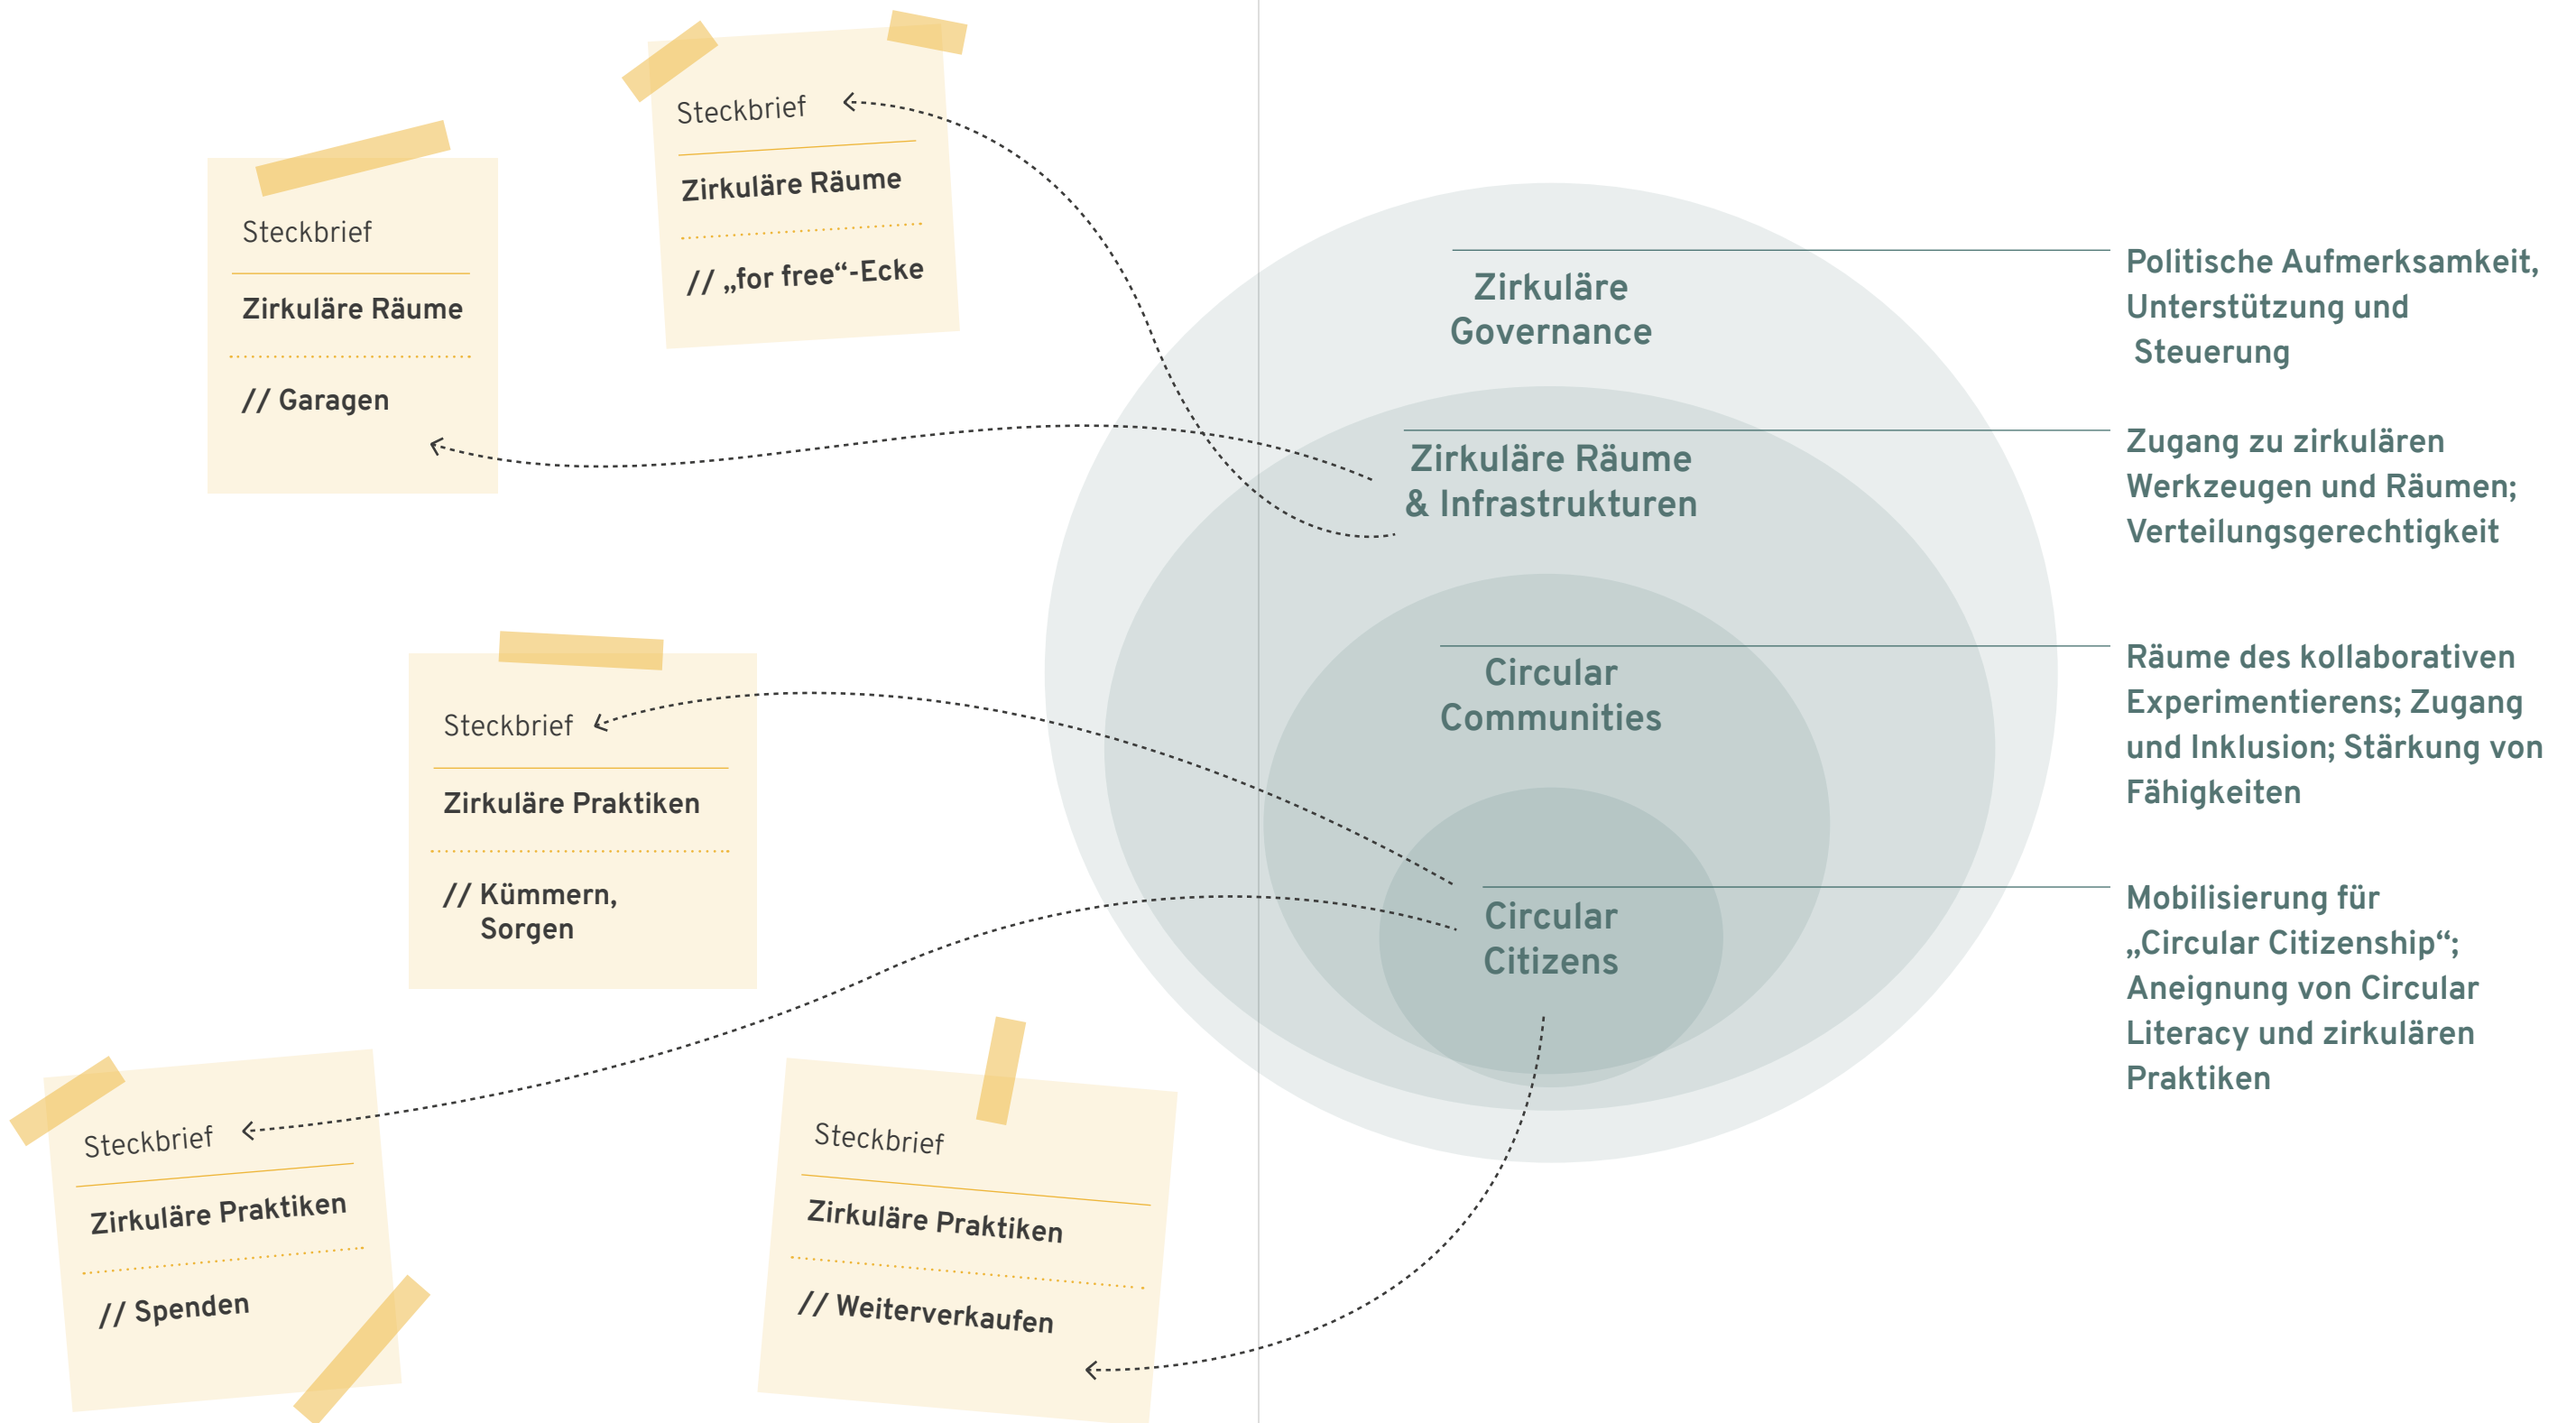 Steckbrief
Zirkuläre Räume
// „for free“-Ecke
Steckbrief
Zirkuläre Räume
// Garagen
Steckbrief
Zirkuläre Praktiken
// Kümmern,
Sorgen
Steckbrief
Zirkuläre Praktiken
// Spenden
Steckbrief
Zirkuläre Praktiken
// Weiterverkaufen
Zirkuläre
Governance
Zirkuläre Räume
& Infrastrukturen
Circular
Communities
Circular
Citizens
Politische Aufmerksamkeit,
Unterstützung und
Steuerung
Zugang zu zirkulären
Werkzeugen und Räumen;
Verteilungsgerechtigkeit
Räume des kollaborativen
Experimentierens; Zugang
und Inklusion; Stärkung von
Fähigkeiten
Mobilisierung für
„Circular Citizenship“;
Aneignung von Circular
Literacy und zirkulären
Praktiken